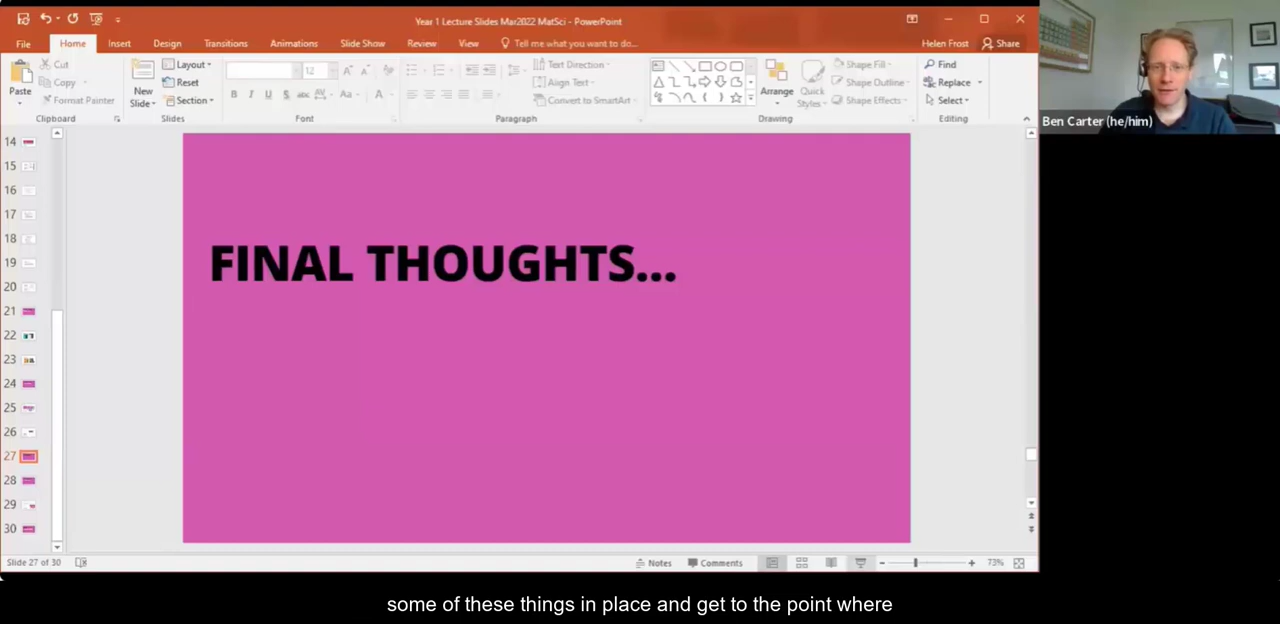 Year 1 Lecture Slides Mar2022 MatSci - PowerPoint
File Home Insert Design Transitions Animations Slide Show Review View Tell me what you want to do... Helen Frost Share
Paste
Cut
Copy
Format Painter
Clipboard
New
Slide
Layout
Reset
Section
Slides
12
B I U S abc AV Aa A
Font
Text Direction
Align Text
Convert to SmartArt
Paragraph
Arrange
Quick
Styles
Shape Fill
Shape Outline
Shape Effects
Drawing
Find
Replace
Select
Editing
Ben Carter (he/him)
14
15
16
17
18
19
20
21
22
23
24
25
26
27
28
29
30
FINAL THOUGHTS...
Slide 27 of 30
Notes Comments 73%
some of these things in place and get to the point where